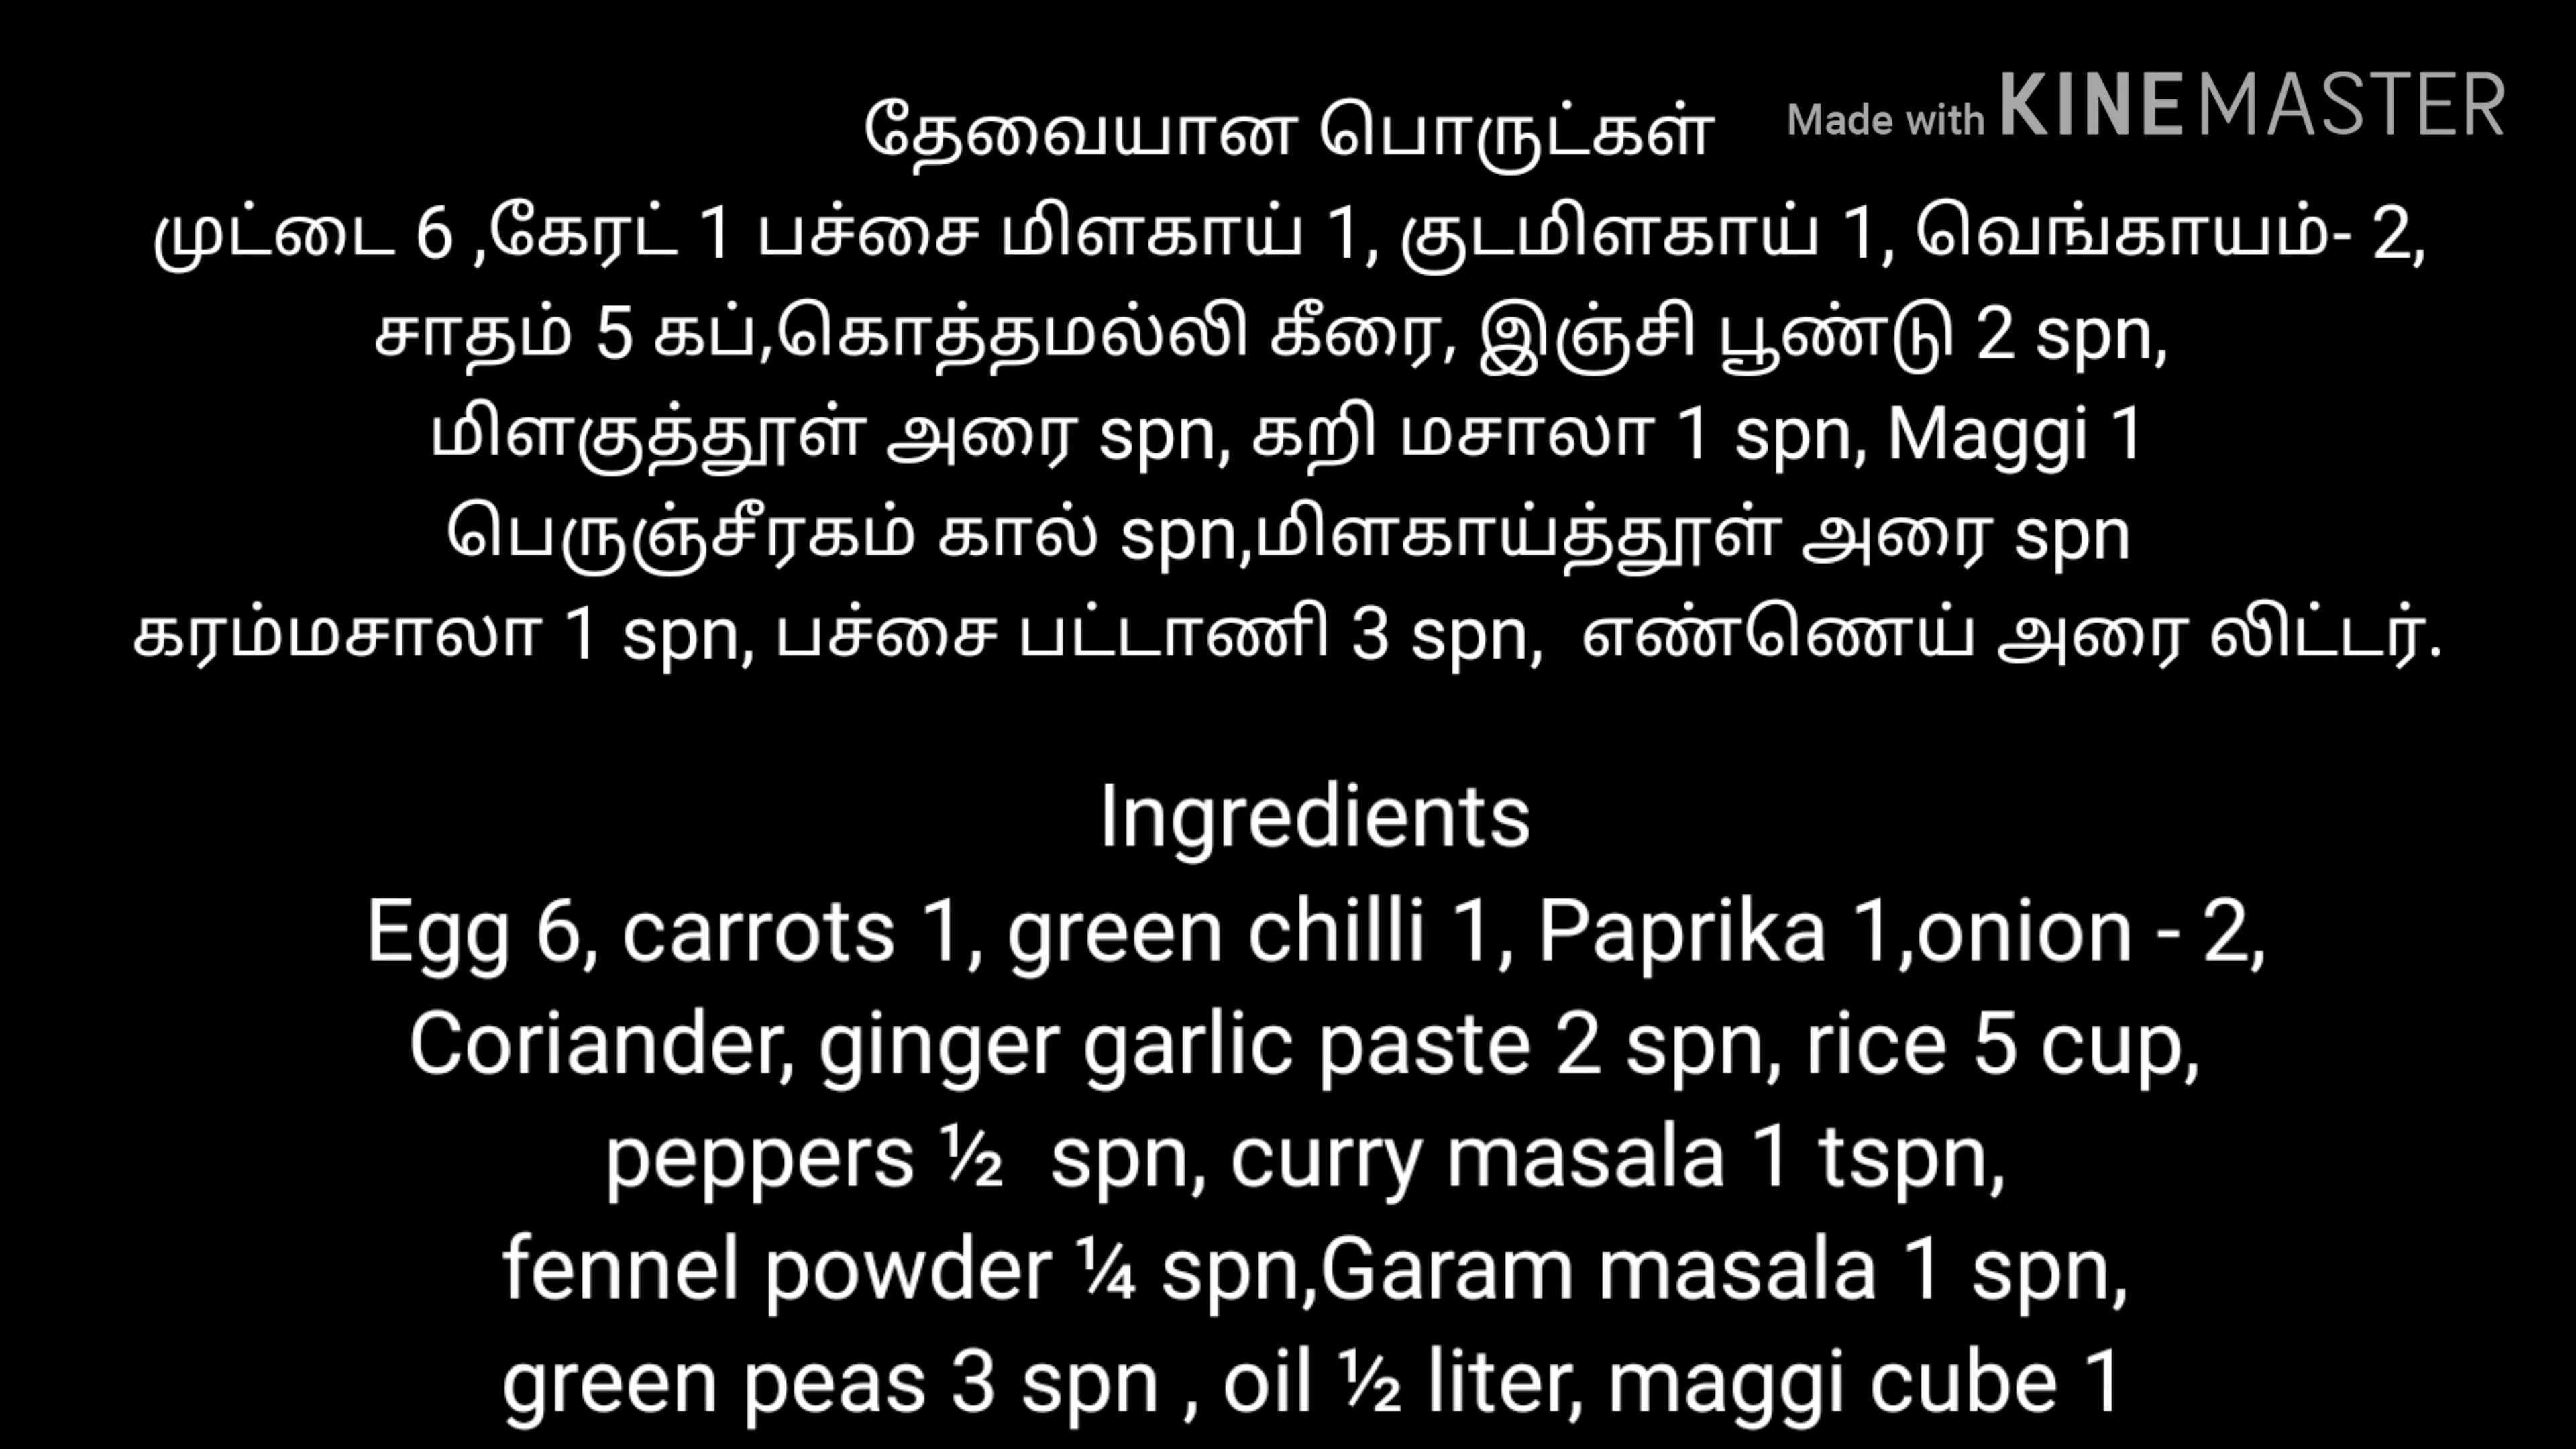 Made with KINEMASTER
தேவையான பொருட்கள்
முட்டை 6 ,கேரட் 1 பச்சை மிளகாய் 1, குடமிளகாய் 1, வெங்காயம்- 2,
சாதம் 5 கப்,கொத்தமல்லி கீரை, இஞ்சி பூண்டு 2 spn,
மிளகுத்தூள் அரை spn, கறி மசாலா 1 spn, Maggi 1
பெருஞ்சீரகம் கால் spn,மிளகாய்த்தூள் அரை spn
கரம்மசாலா 1 spn, பச்சை பட்டாணி 3 spn,  எண்ணெய் அரை லிட்டர்.
Ingredients
Egg 6, carrots 1, green chilli 1, Paprika 1,onion - 2,
Coriander, ginger garlic paste 2 spn, rice 5 cup,
peppers ½  spn, curry masala 1 tspn,
fennel powder ¼ spn,Garam masala 1 spn,
green peas 3 spn , oil ½ liter, maggi cube 1